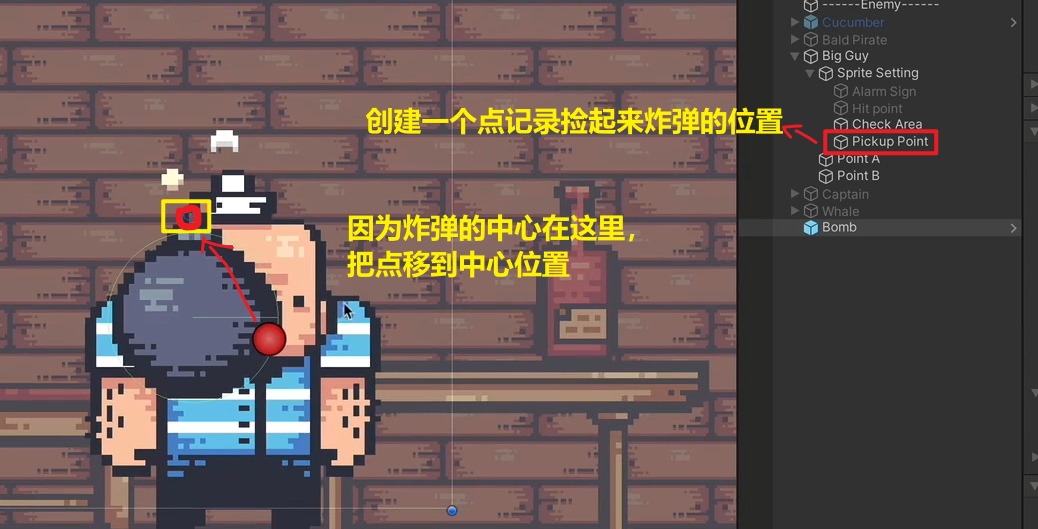 ------Enemy------
Cucumber
Bald Pirate
Big Guy
Sprite Setting
Alarm Sign
Hit point
Check Area
Pickup Point
Point A
Point B
Captain
Whale
Bomb
创建一个点记录捡起来炸弹的位置
因为炸弹的中心在这里，
把点移到中心位置